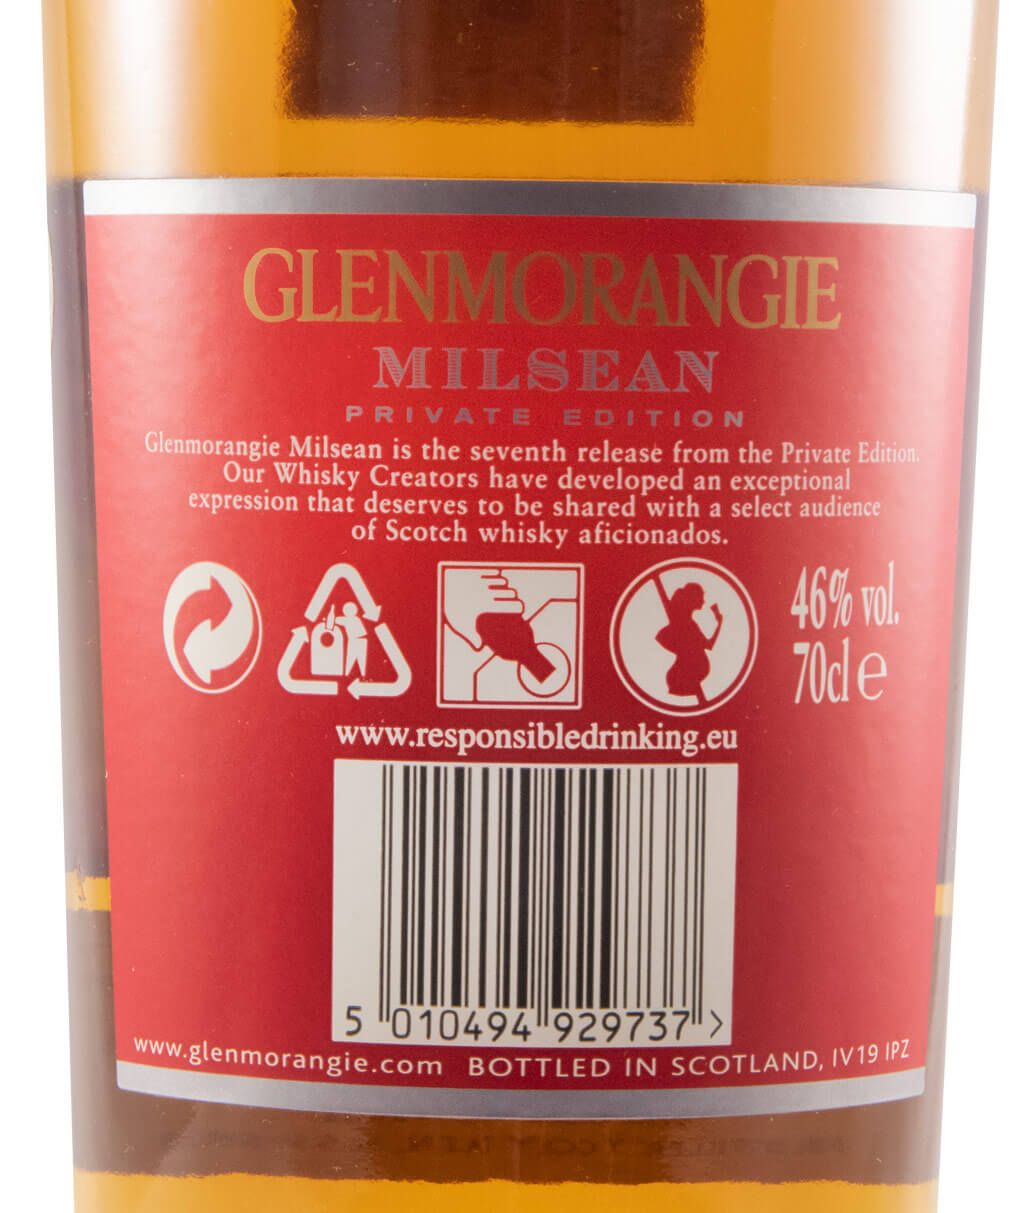 GLENMORANGIE
MILSEAN
PRIVATE EDITION
Glenmorangie Milsean is the seventh release from the Private Edition.
Our Whisky Creators have developed an exceptional
expression that deserves to be shared with a select audience
of Scotch whisky aficionados.
46% vol.
70cl e
www.responsibledrinking.eu
5 010494 929737 >
www.glenmorangie.com BOTTLED IN SCOTLAND, IV19 1PZ